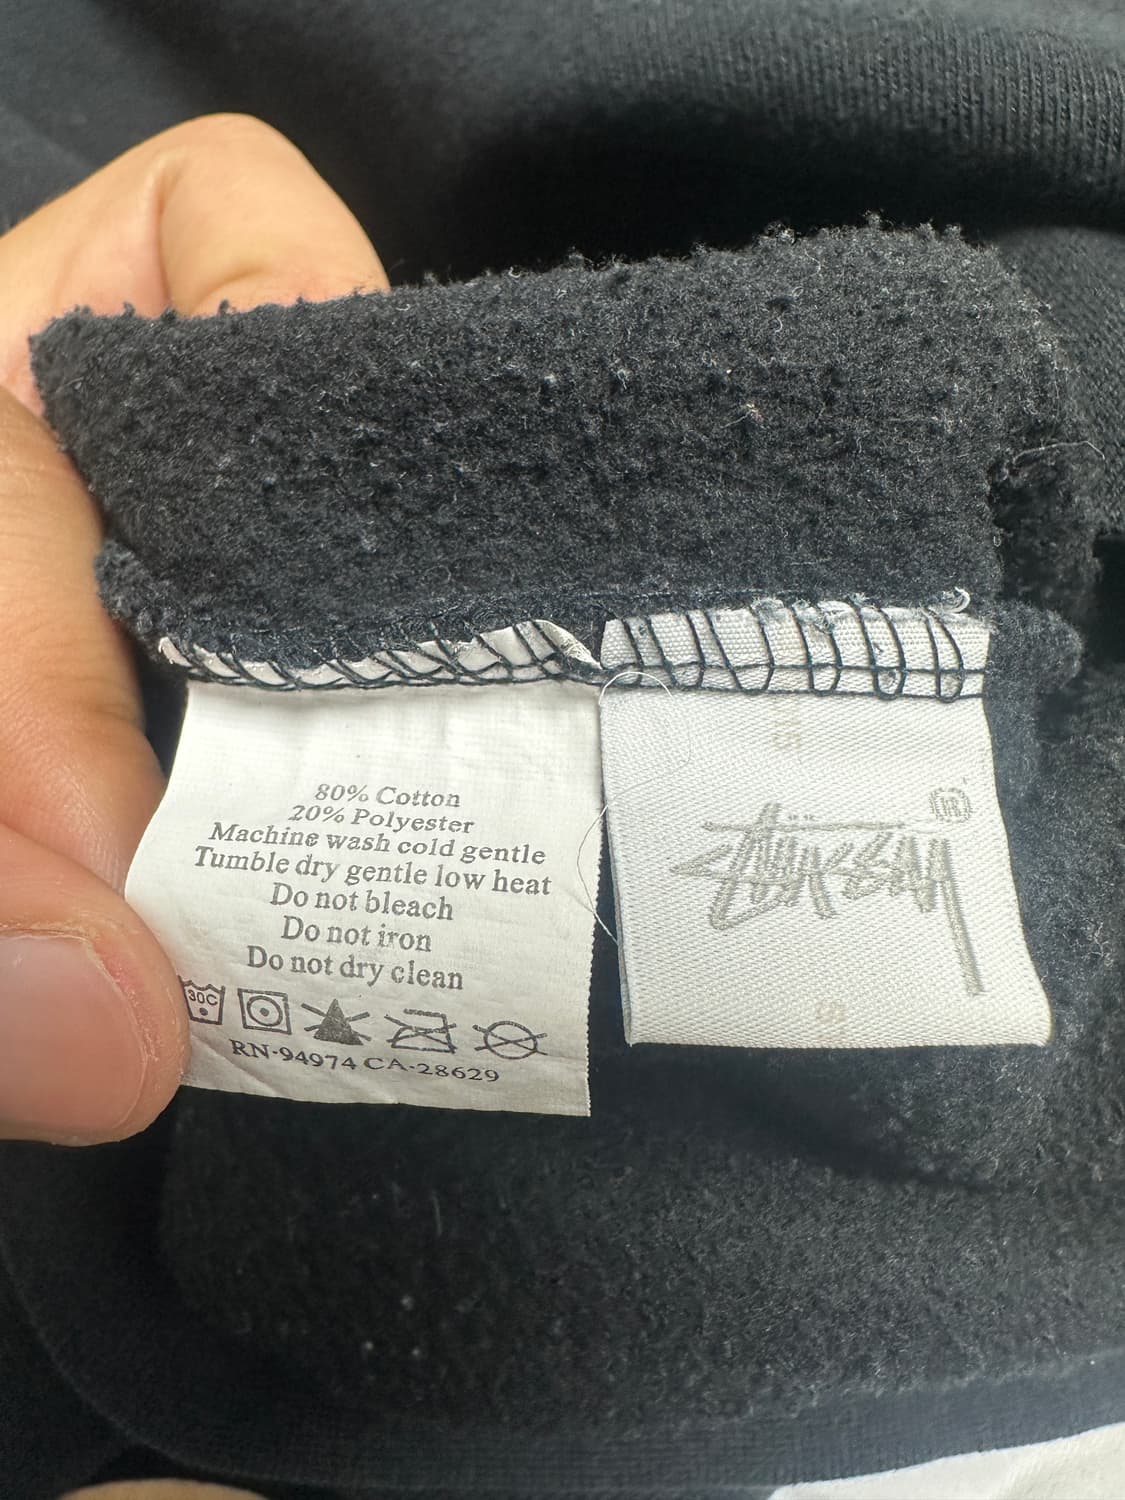 80% Cotton
20% Polyester
Machine wash cold gentle
Tumble dry gentle low heat
Do not bleach
Do not iron
Do not dry clean
30C
RN-94974 CA-28629
STÜSSY
®
S